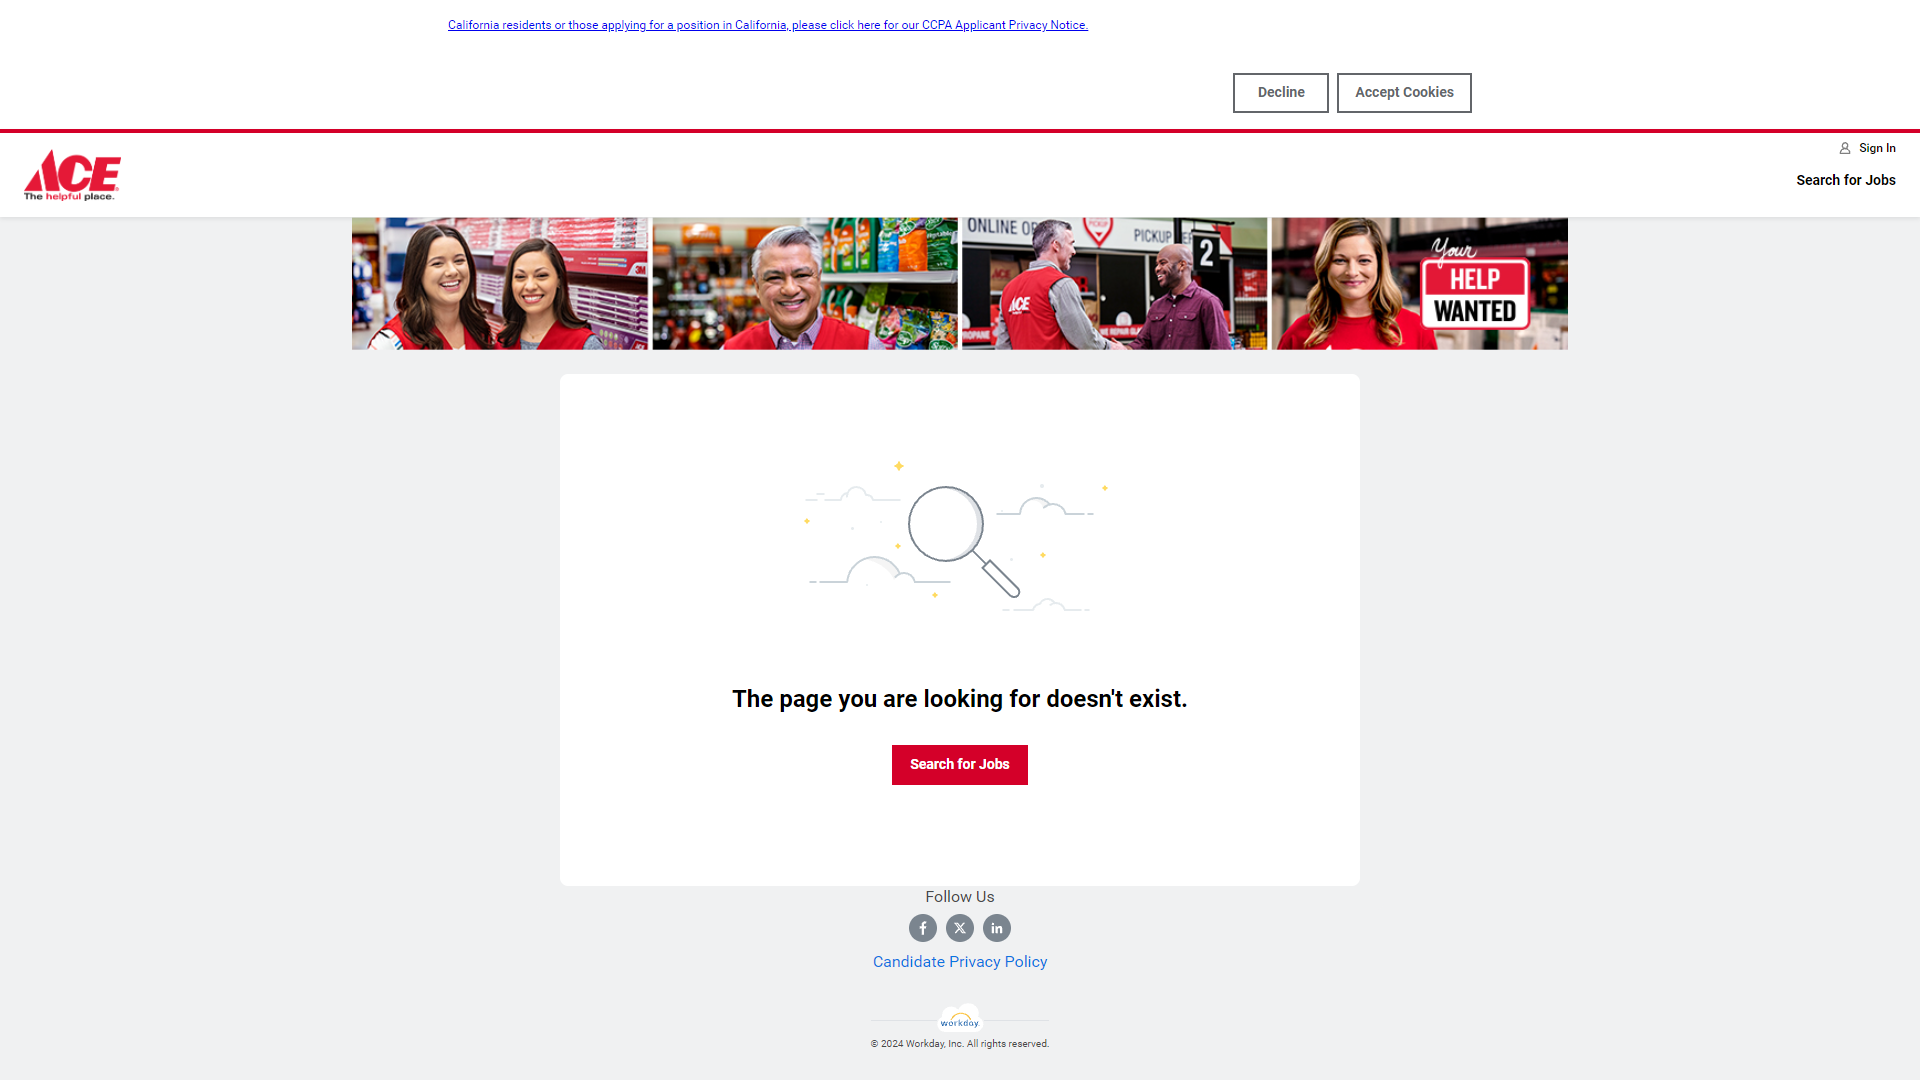 California residents or those applying for a position in California, please click here for our CCPA Applicant Privacy Notice.
Decline
Accept Cookies
ACE
The helpful place.
Sign In
Search for Jobs
3M
ACE
PROPANE
PICKUP
2
Your
HELP
WANTED
The page you are looking for doesn't exist.
Search for Jobs
Follow Us
Candidate Privacy Policy
workday.
© 2024 Workday, Inc. All rights reserved.